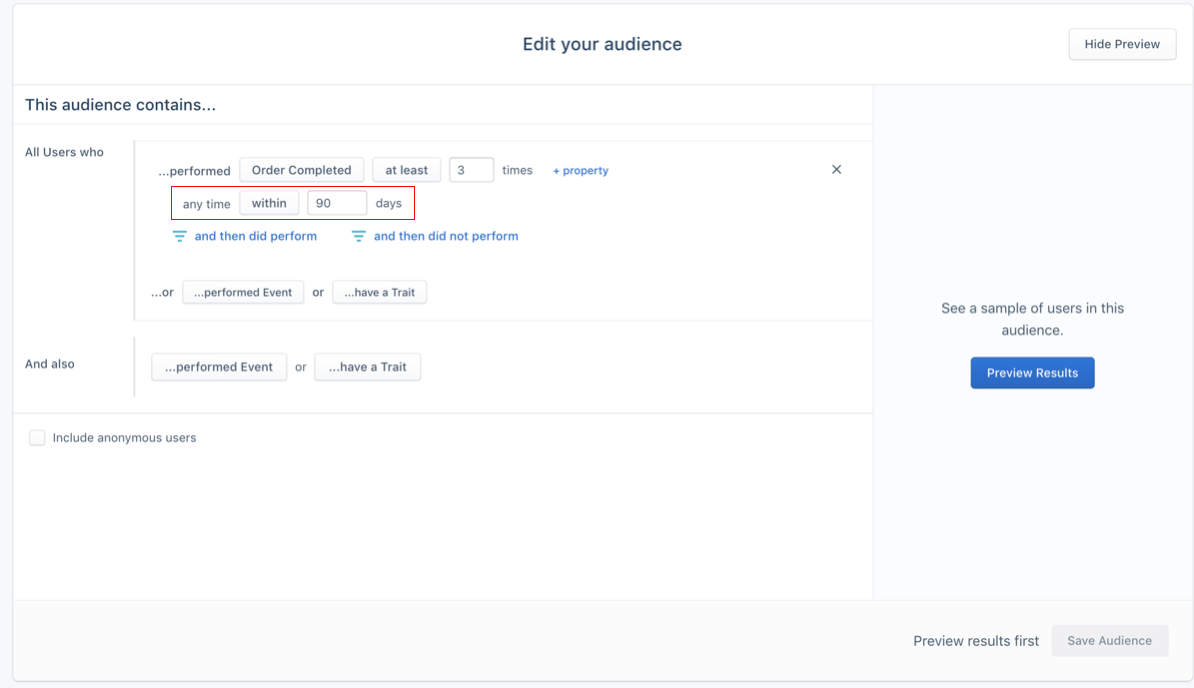 Edit your audience
Hide Preview
This audience contains...
All Users who
...performed Order Completed at least 3 times + property
any time within 90 days
and then did perform and then did not perform
...or ...performed Event or ...have a Trait
See a sample of users in this
audience.
And also ...performed Event or ...have a Trait
Preview Results
Include anonymous users
Preview results first Save Audience